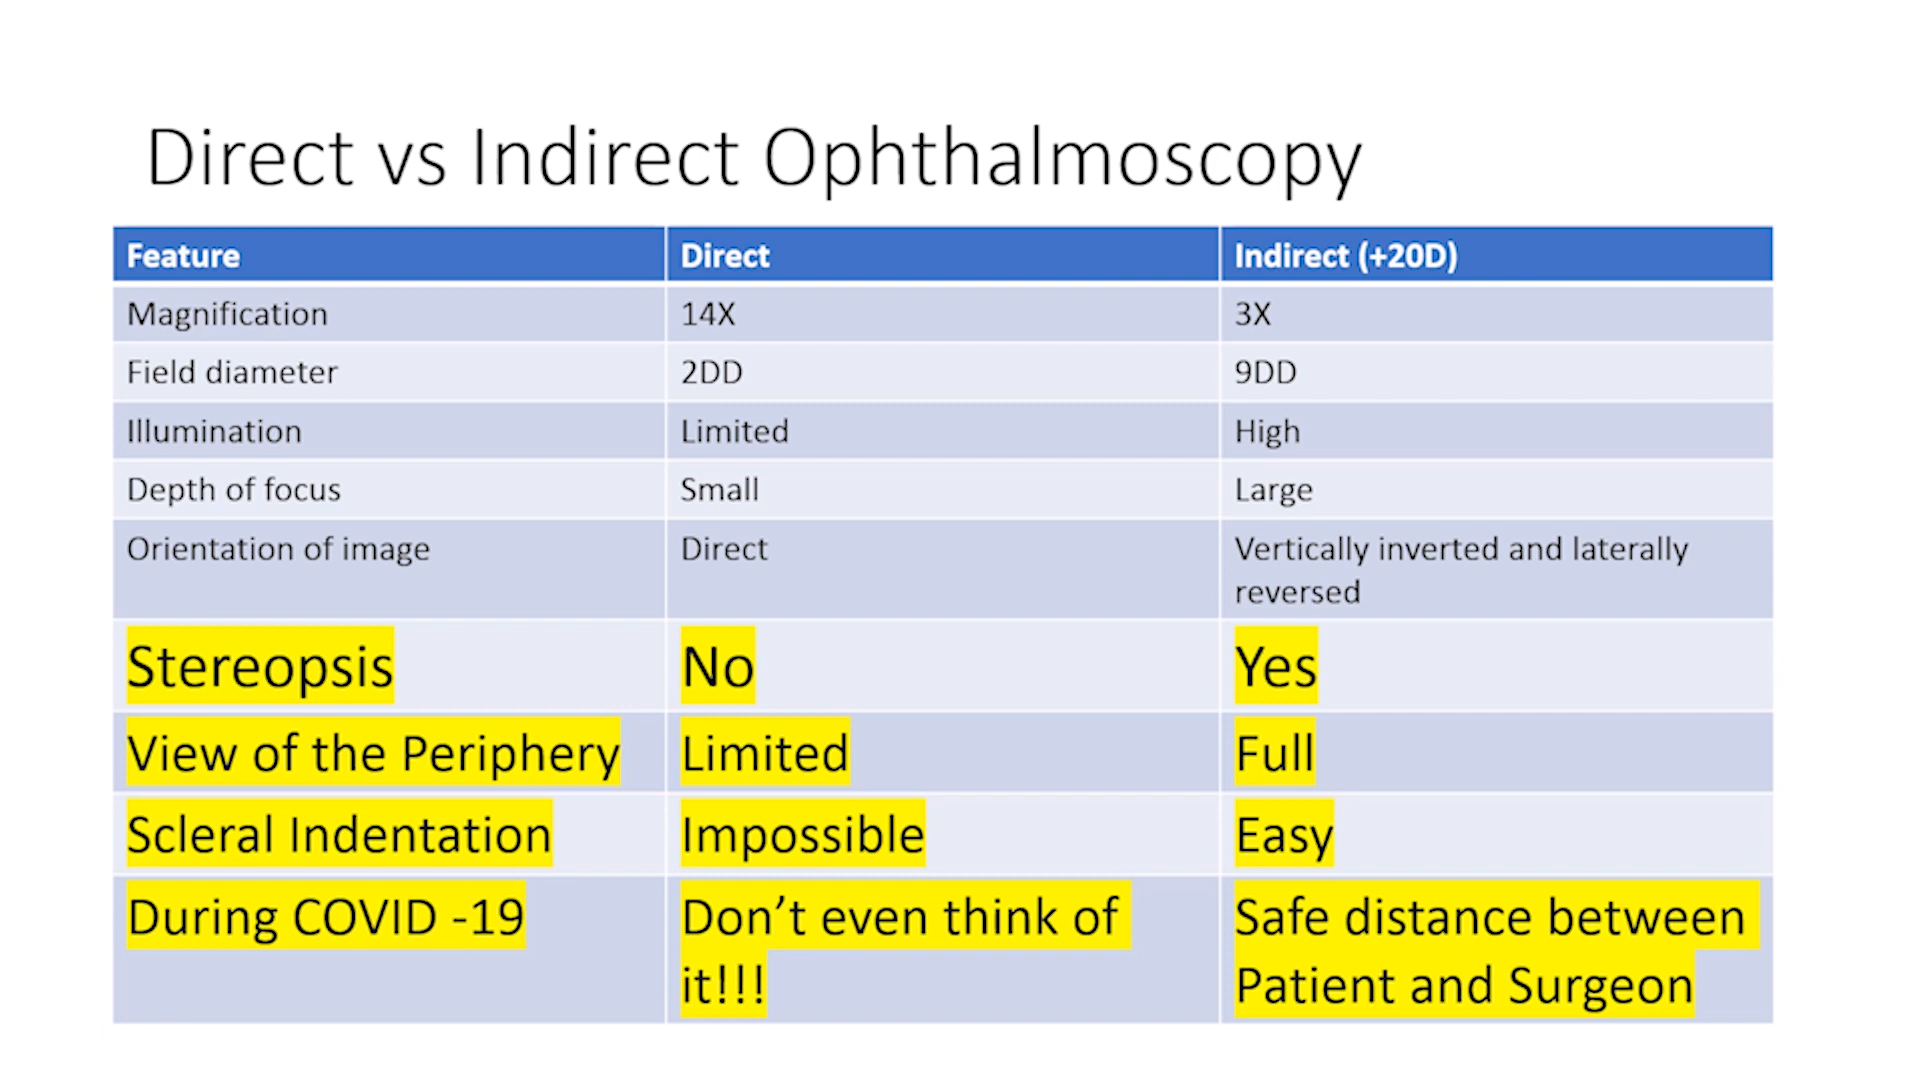 Direct vs Indirect Ophthalmoscopy
Feature Direct Indirect (+20D)
Magnification 14X 3X
Field diameter 2DD 9DD
Illumination Limited High
Depth of focus Small Large
Orientation of image Direct Vertically inverted and laterally
reversed
Stereopsis No Yes
View of the Periphery Limited Full
Scleral Indentation Impossible Easy
During COVID -19 Don’t even think of Safe distance between
it!!! Patient and Surgeon